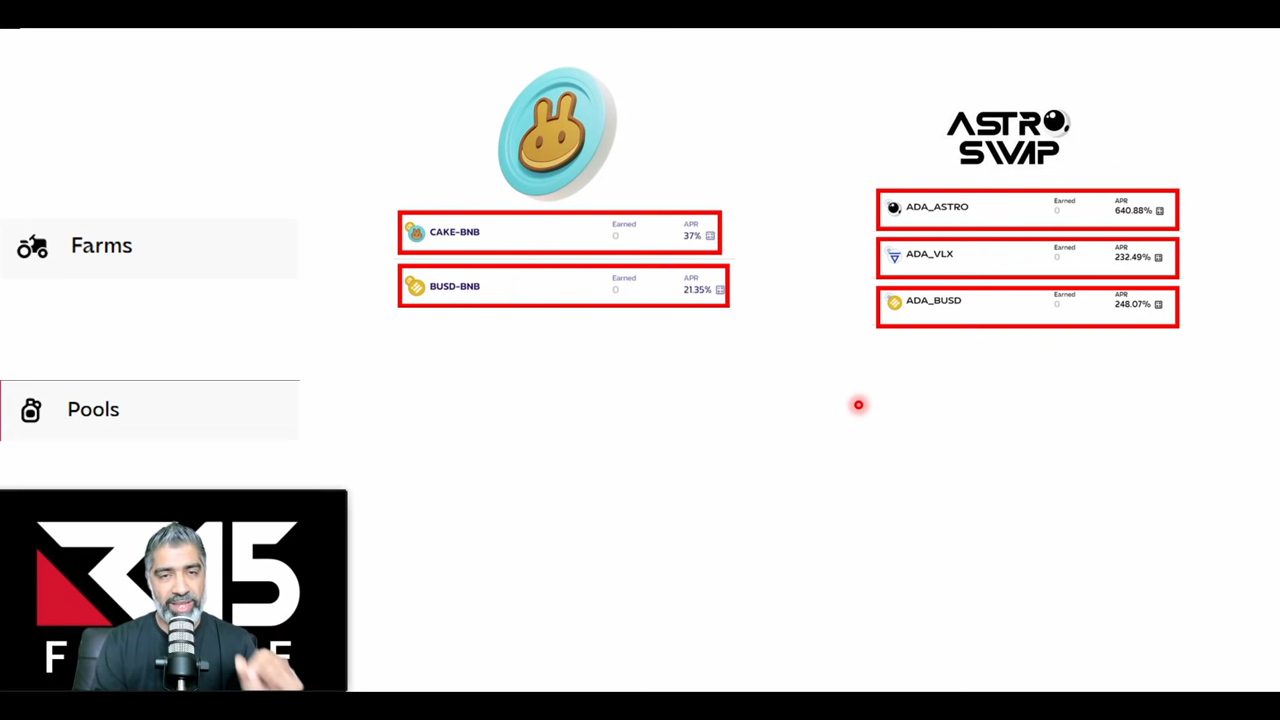 ASTRO
SWAP
Farms
CAKE-BNB
Earned
0
APR
37%
BUSD-BNB
Earned
0
APR
21.35%
ADA_ASTRO
Earned
0
APR
640.88%
ADA_VLX
Earned
0
APR
232.49%
ADA_BUSD
Earned
0
APR
248.07%
Pools
15
F
E